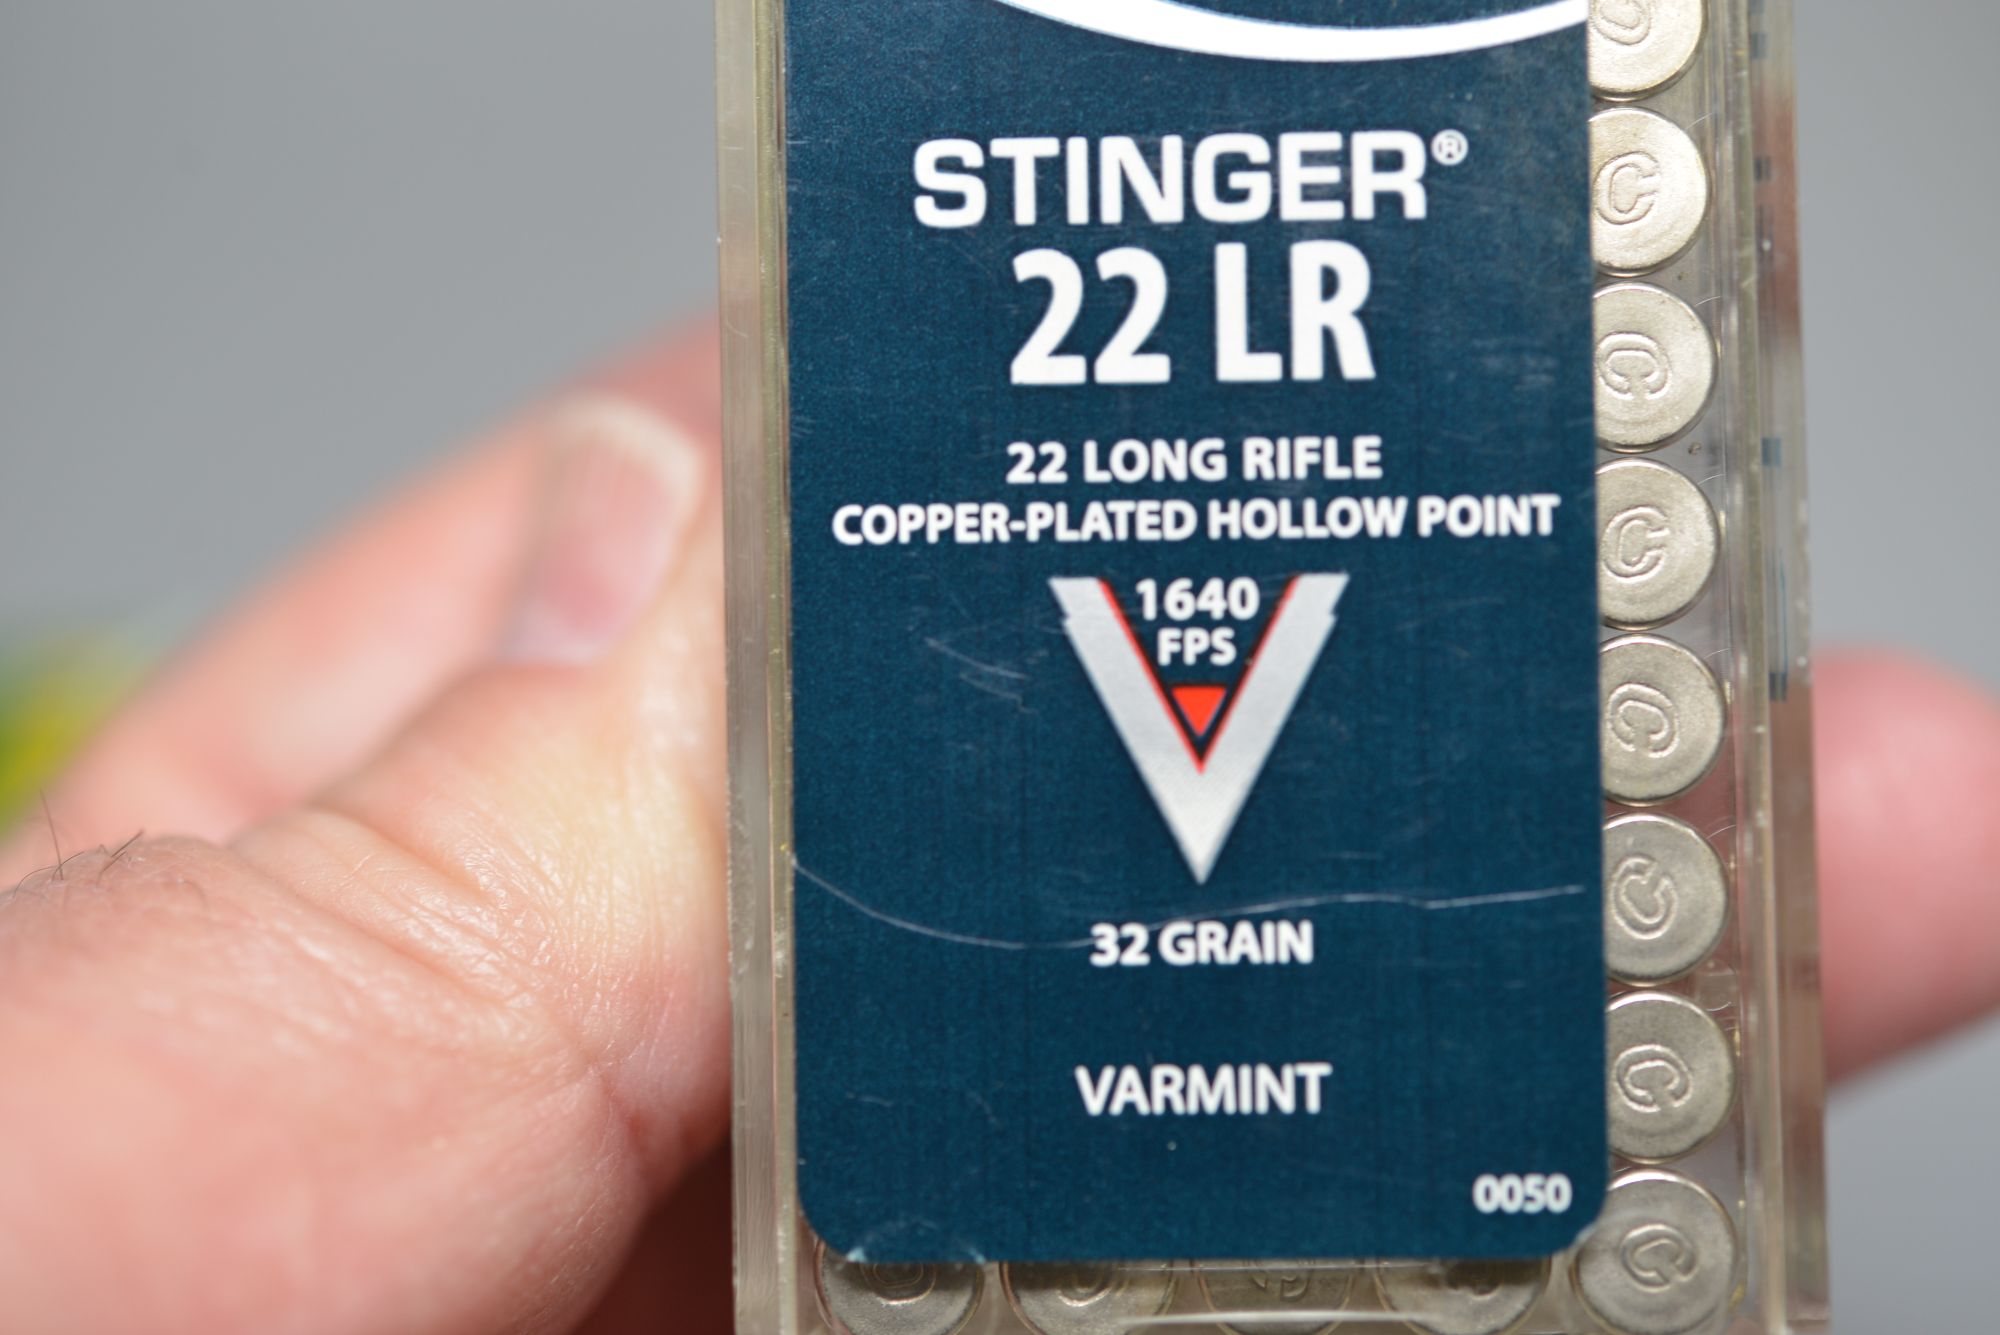 STINGER®
22 LR
22 LONG RIFLE
COPPER-PLATED HOLLOW POINT
1640
FPS
32 GRAIN
VARMINT
0050
C
C
C
C
C
C
C
C